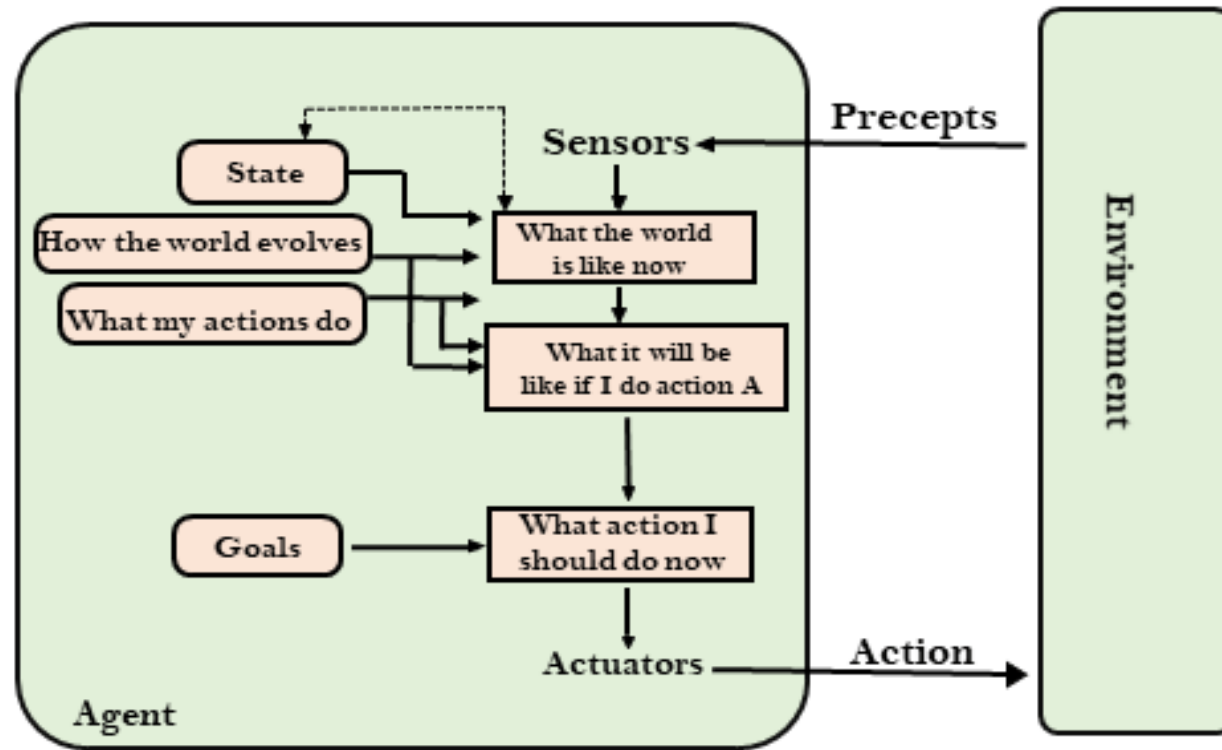 Precepts
Sensors
State
How the world evolves
What my actions do
What the world
is like now
What it will be
like if I do action A
Goals
What action I
should do now
Actuators
Action
Agent
Environment